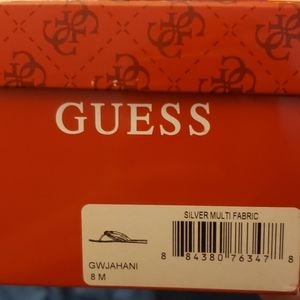 GUESS
SILVER MULTI FABRIC
GWJAHANI
8 M
8 84380 76347 8